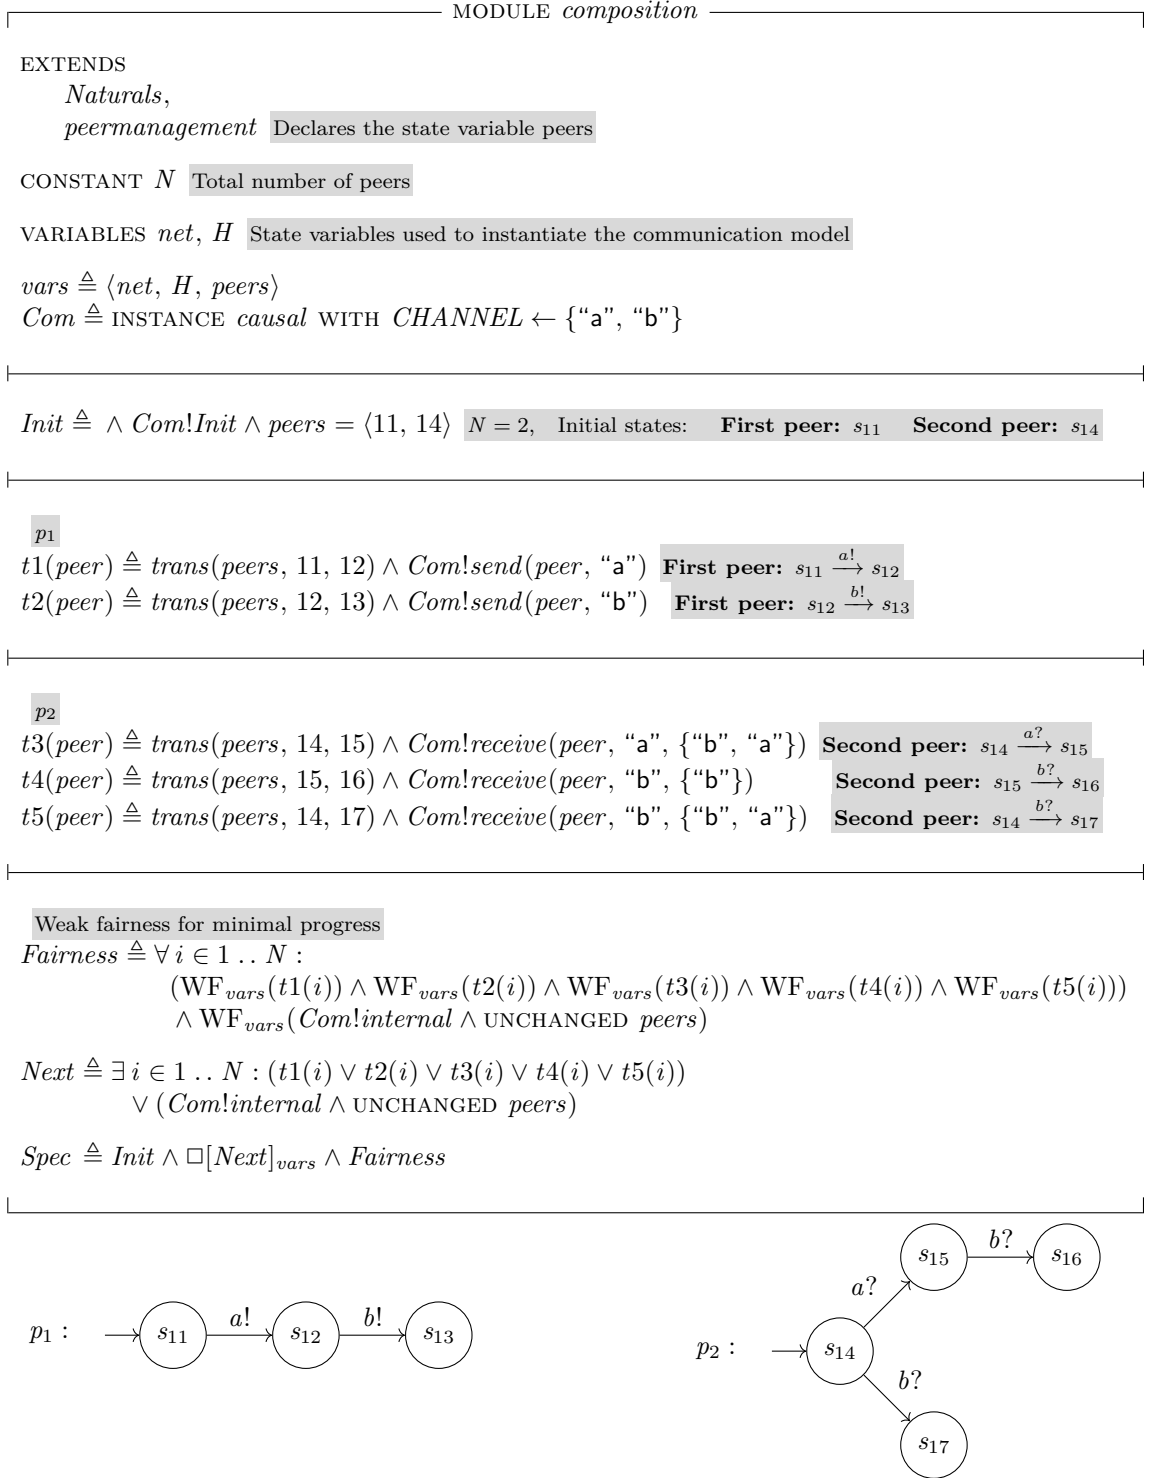 MODULE composition
EXTENDS
Naturals,
peermanagement Declares the state variable peers
CONSTANT N Total number of peers
VARIABLES net, H State variables used to instantiate the communication model
vars ≜ ⟨net, H, peers⟩
Com ≜ INSTANCE causal WITH CHANNEL ← {“a”, “b”}
Init ≜ ∧ Com!Init ∧ peers = ⟨11, 14⟩ N = 2, Initial states: First peer: s₁₁ Second peer: s₁₄
p₁
t1(peer) ≜ trans(peers, 11, 12) ∧ Com!send(peer, “a”) First peer: s₁₁ —a!→ s₁₂
t2(peer) ≜ trans(peers, 12, 13) ∧ Com!send(peer, “b”) First peer: s₁₂ —b!→ s₁₃
p₂
t3(peer) ≜ trans(peers, 14, 15) ∧ Com!receive(peer, “a”, {“b”, “a”}) Second peer: s₁₄ —a?→ s₁₅
t4(peer) ≜ trans(peers, 15, 16) ∧ Com!receive(peer, “b”, {“b”}) Second peer: s₁₅ —b?→ s₁₆
t5(peer) ≜ trans(peers, 14, 17) ∧ Com!receive(peer, “b”, {“b”, “a”}) Second peer: s₁₄ —b?→ s₁₇
Weak fairness for minimal progress
Fairness ≜ ∀ i ∈ 1 .. N :
(WF_vars(t1(i)) ∧ WF_vars(t2(i)) ∧ WF_vars(t3(i)) ∧ WF_vars(t4(i)) ∧ WF_vars(t5(i)))
∧ WF_vars(Com!internal ∧ UNCHANGED peers)
Next ≜ ∃ i ∈ 1 .. N : (t1(i) ∨ t2(i) ∨ t3(i) ∨ t4(i) ∨ t5(i))
∨ (Com!internal ∧ UNCHANGED peers)
Spec ≜ Init ∧ □[Next]_vars ∧ Fairness
p₁ : s₁₁ a! s₁₂ b! s₁₃
p₂ : s₁₄ a? s₁₅ b? s₁₆
b? s₁₇